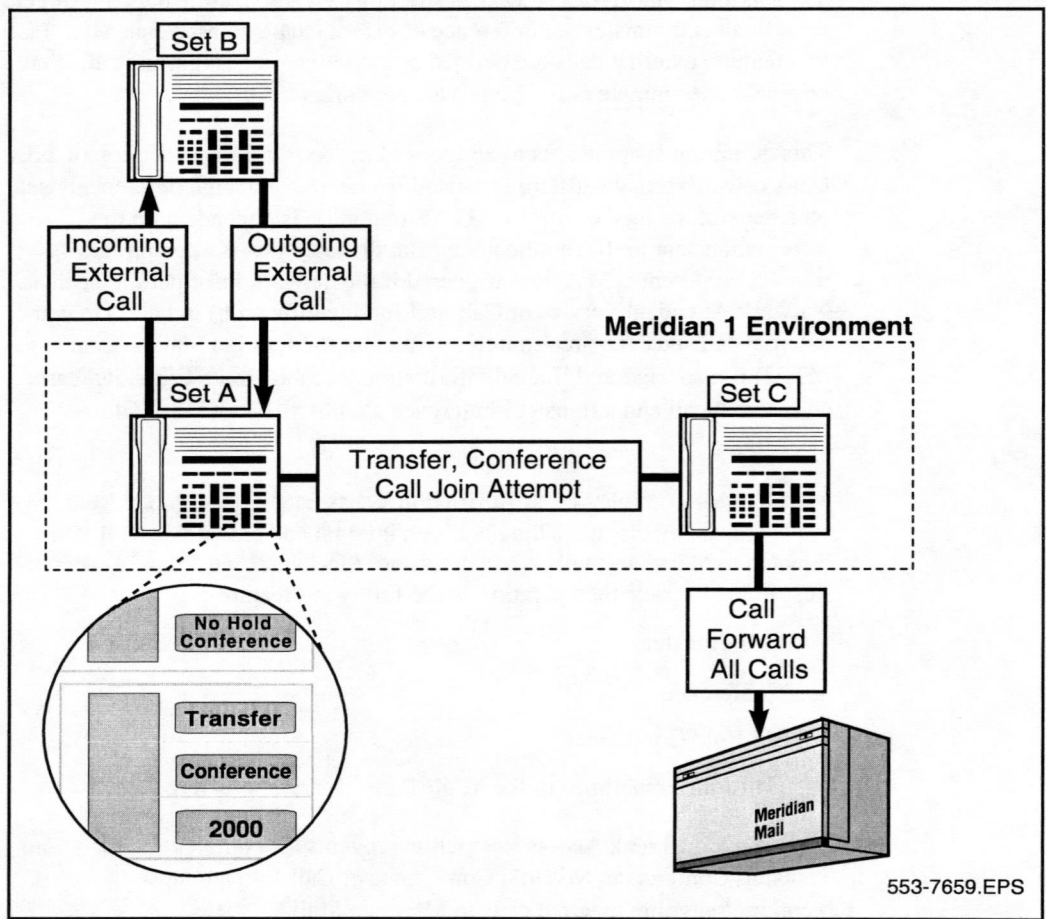 Set B
Incoming
External
Call
Outgoing
External
Call
Meridian 1 Environment
Set A
Set C
Transfer, Conference
Call Join Attempt
No Hold
Conference
Transfer
Conference
2000
Call
Forward
All Calls
Meridian
Mail
553-7659.EPS